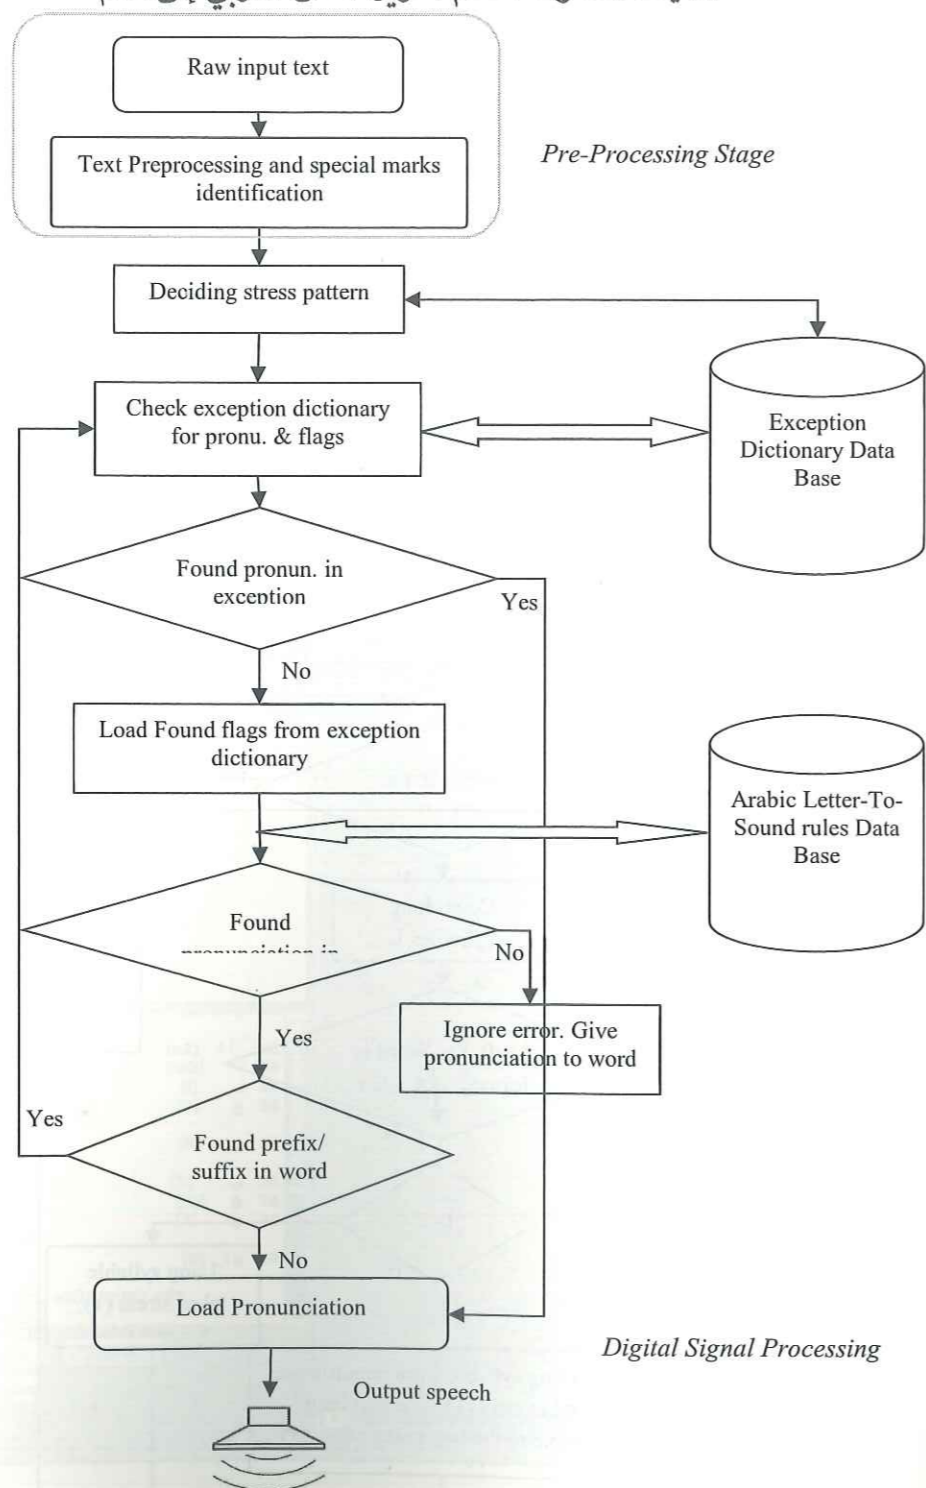 Raw input text
Text Preprocessing and special marks
identification
Pre-Processing Stage
Deciding stress pattern
Check exception dictionary
for pronu. & flags
Exception
Dictionary Data
Base
Found pronun. in
exception
Yes
No
Load Found flags from exception
dictionary
Arabic Letter-To-
Sound rules Data
Base
Found
pronunciation in
No
Yes
Ignore error. Give
pronunciation to word
Yes
Found prefix/
suffix in word
No
Load Pronunciation
Digital Signal Processing
Output speech